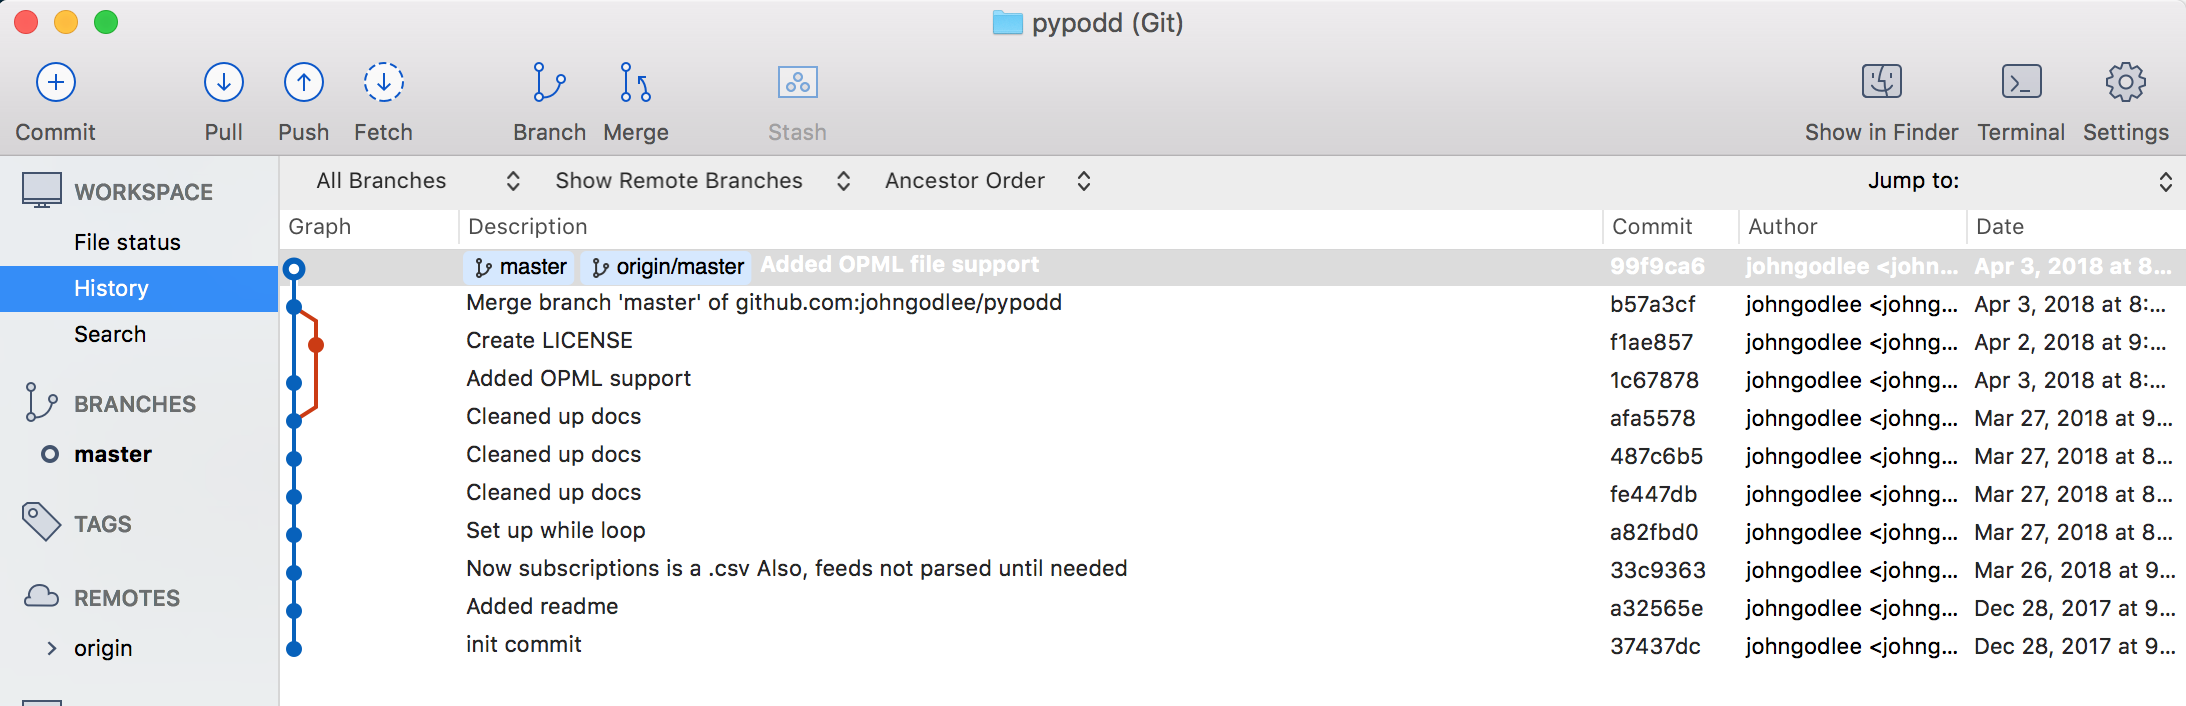 pypodd (Git)
Commit Pull Push Fetch Branch Merge Stash Show in Finder Terminal Settings
WORKSPACE
File status
History
Search
BRANCHES
master
TAGS
REMOTES
origin
All Branches Show Remote Branches Ancestor Order Jump to:
Graph Description Commit Author Date
master origin/master Added OPML file support 99f9ca6 johngodlee <john... Apr 3, 2018 at 8...
Merge branch 'master' of github.com:johngodlee/pypodd b57a3cf johngodlee <johng... Apr 3, 2018 at 8:...
Create LICENSE f1ae857 johngodlee <johng... Apr 2, 2018 at 9:...
Added OPML support 1c67878 johngodlee <johng... Apr 3, 2018 at 8:...
Cleaned up docs afa5578 johngodlee <johng... Mar 27, 2018 at 9...
Cleaned up docs 487c6b5 johngodlee <johng... Mar 27, 2018 at 8...
Cleaned up docs fe447db johngodlee <johng... Mar 27, 2018 at 8...
Set up while loop a82fbd0 johngodlee <johng... Mar 27, 2018 at 8...
Now subscriptions is a .csv Also, feeds not parsed until needed 33c9363 johngodlee <johng... Mar 26, 2018 at 9...
Added readme a32565e johngodlee <johng... Dec 28, 2017 at 9...
init commit 37437dc johngodlee <johng... Dec 28, 2017 at 9...